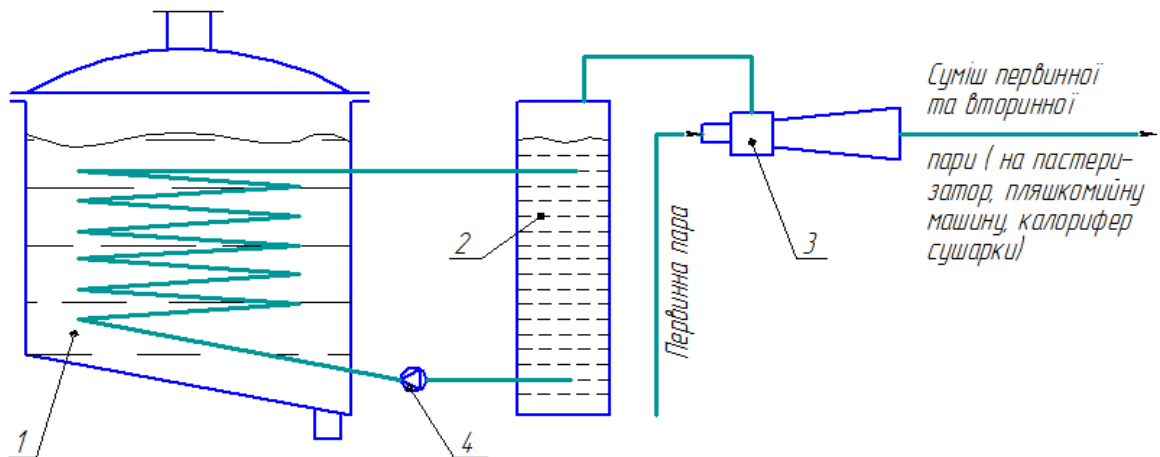 Суміш первинної
та вторинної
пари ( на пастери-
затор, пляшкомийну
машину, калорифер
сушарки)
Первинна пара
1
2
3
4